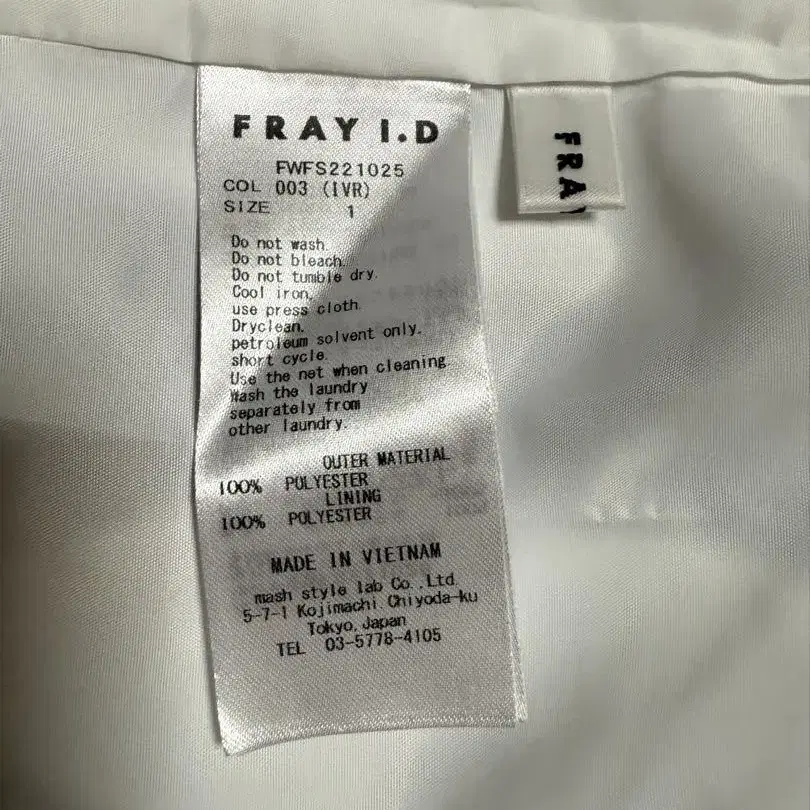 FRAY I.D
FWFS221025
COL 003 (IVR)
SIZE 1
Do not wash.
Do not bleach.
Do not tumble dry.
Cool iron,
use press cloth.
Dryclean.
petroleum solvent only.
short cycle.
Use the net when cleaning.
Wash the laundry
separately from
other laundry.
OUTER MATERIAL
100% POLYESTER
LINING
100% POLYESTER
MADE IN VIETNAM
mash style lab Co.,Ltd.
5-7-1 Kojimachi.Chiyoda-ku
Tokyo,Japan
TEL 03-5778-4105
FRA